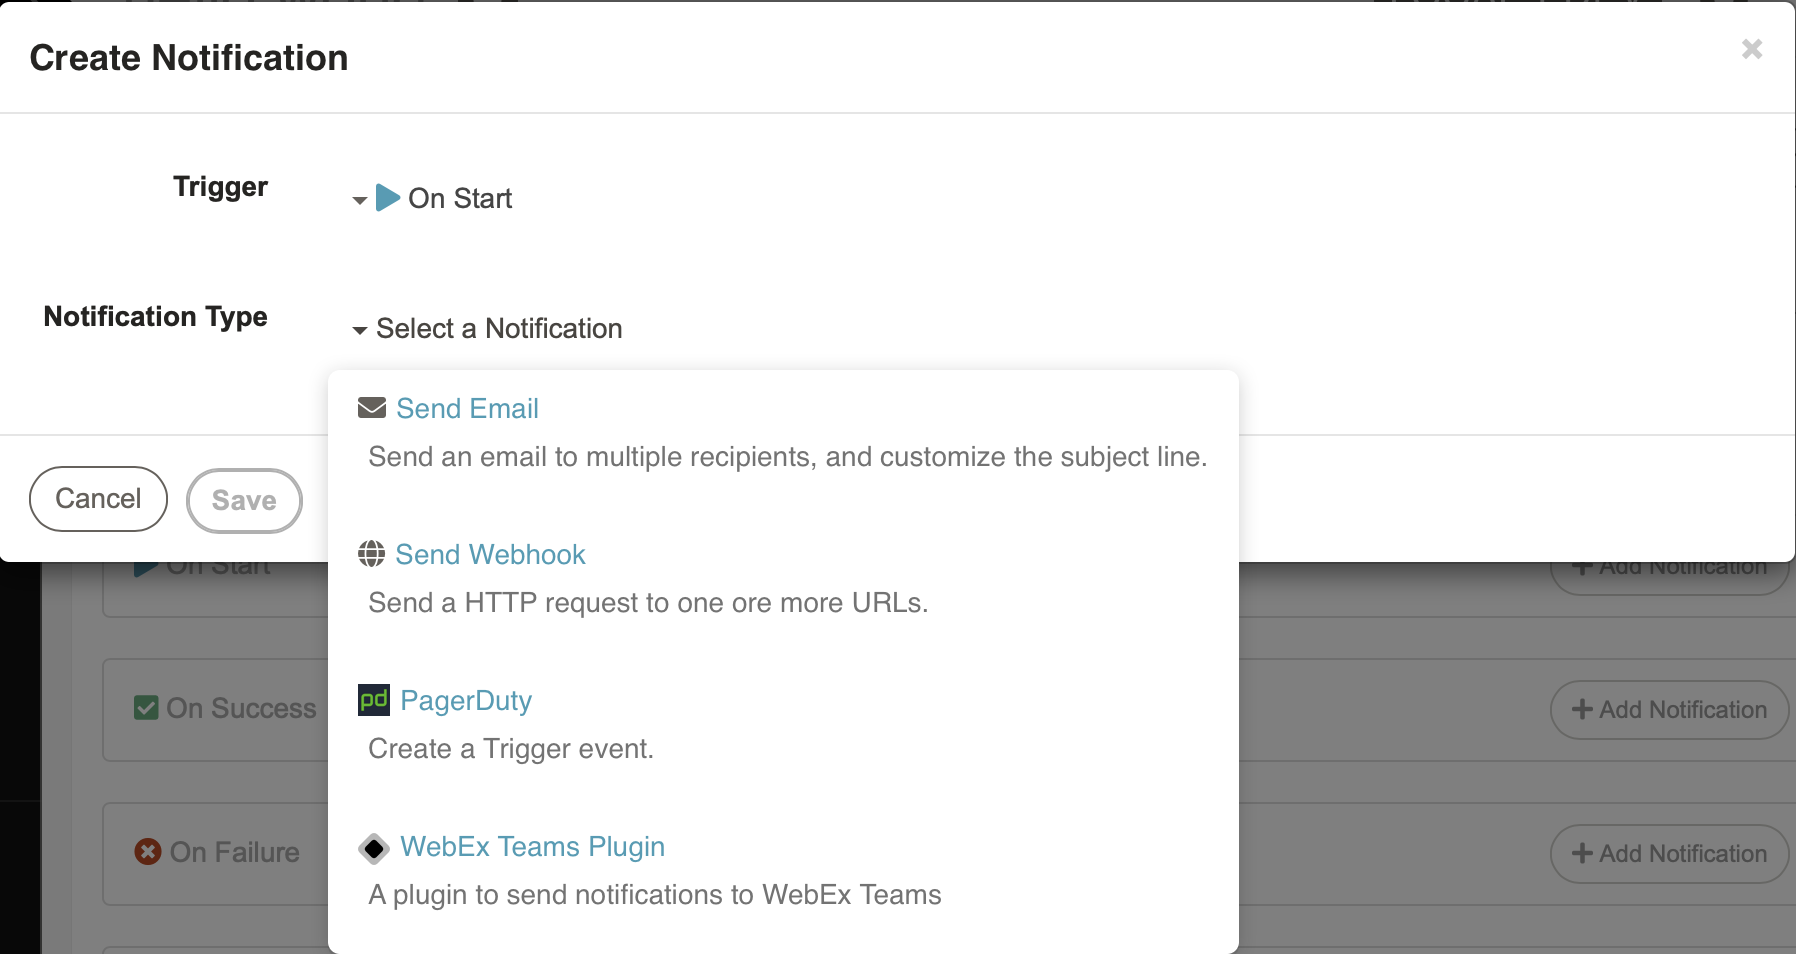 Create Notification
×
Trigger
On Start
Notification Type
Select a Notification
Send Email
Send an email to multiple recipients, and customize the subject line.
Cancel
Save
Send Webhook
Send a HTTP request to one ore more URLs.
On Start
+ Add Notification
pd PagerDuty
Create a Trigger event.
On Success
+ Add Notification
WebEx Teams Plugin
A plugin to send notifications to WebEx Teams
On Failure
+ Add Notification